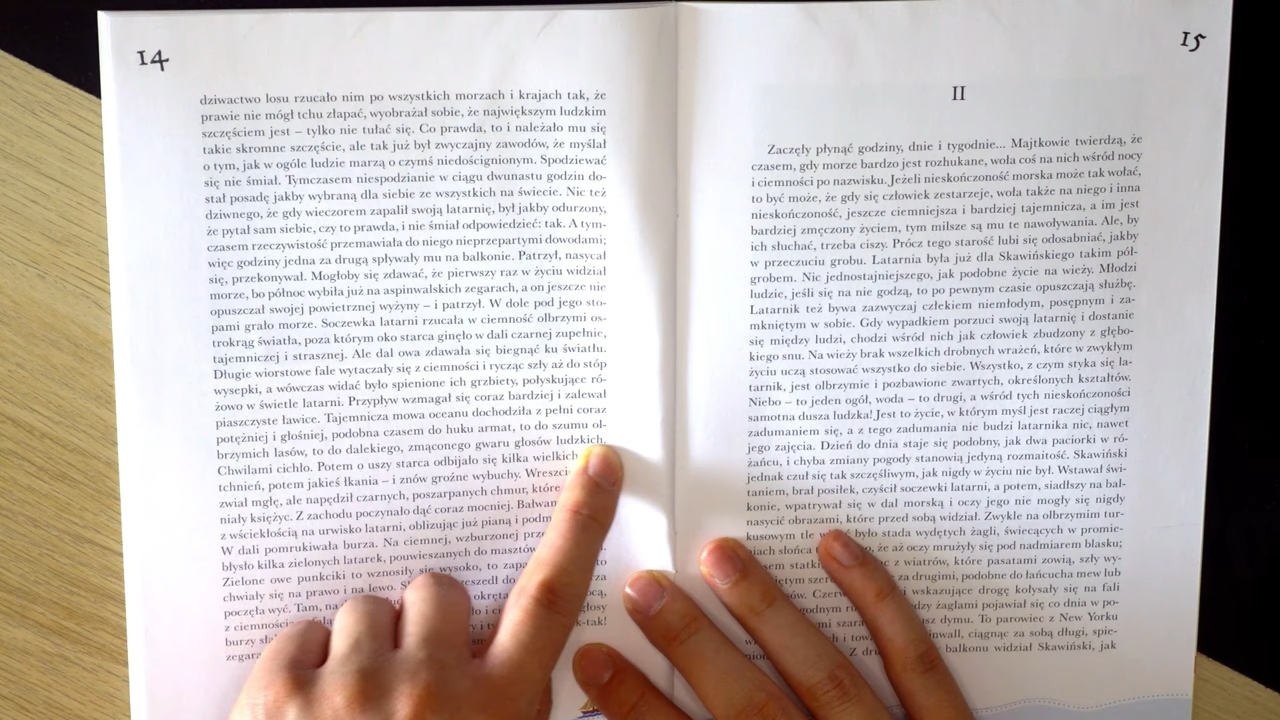 14
dziwactwo losu rzucało nim po wszystkich morzach i krajach tak, że
prawie nie mógł tchu złapać, wyobrażał sobie, że największym ludzkim
szczęściem jest – tylko nie tułać się. Co prawda, to i należało mu się
takie skromne szczęście, ale tak już był zwyczajny zawodów, że myślał
o tym, jak w ogóle ludzie marzą o czymś niedoścignionym. Spodziewać
się nie śmiał. Tymczasem niespodzianie w ciągu dwunastu godzin do-
stał posadę jakby wybraną dla siebie ze wszystkich na świecie. Nic też
dziwnego, że gdy wieczorem zapalił swoją latarnię, był jakby odurzony,
że pytał sam siebie, czy to prawda, i nie śmiał odpowiedzieć: tak. A tym-
czasem rzeczywistość przemawiała do niego nieprzepartymi dowodami;
więc godziny jedna za drugą spływały mu na balkonie. Patrzył, nasycał
się, przekonywał. Mogłoby się zdawać, że pierwszy raz w życiu widział
morze, bo północ wybiła już na aspinwalskich zegarach, a on jeszcze nie
opuszczał swojej powietrznej wyżyny – i patrzył. W dole pod jego sto-
pami grało morze. Soczewka latarni rzucała w ciemność olbrzymi os-
trokrąg światła, poza którym oko starca ginęło w dali czarnej zupełnie,
tajemniczej i strasznej. Ale dal owa zdawała się biegnąć ku światłu.
Długie wiorstowe fale wytaczały się z ciemności i rycząc szły aż do stóp
wysepki, a wówczas widać było spienione ich grzbiety, połyskujące ró-
żowo w świetle latarni. Przypływ wzmagał się coraz bardziej i zalewał
piaszczyste ławice. Tajemnicza mowa oceanu dochodziła z pełni coraz
potężniej i głośniej, podobna czasem do huku armat, to do szumu ol-
brzymich lasów, to do dalekiego, zmąconego gwaru głosów ludzkich.
Chwilami cichło. Potem o uszy starca odbijało się kilka wielkich
tchnień, potem jakieś łkania – i znów groźne wybuchy.
zwiał mgłę, ale napędził czarnych, poszarpanych chmur, które
niały księżyc. Z zachodu poczynało dąć coraz mocniej.
z wściekłością na urwisko latarni, oblizując już pianą i
W dali pomrukiwała burza. Na ciemnej, wzburzonej
błysło kilka zielonych latarek, pouwieszanych do masztów
Zielone owe punkciki to wznosiły się wysoko, to
chwiały się na prawo i na lewo.
poczęła wyć. Tam, na
z ciemności
burzy
15
II
Zaczęły płynąć godziny, dnie i tygodnie... Majtkowie twierdzą, że
czasem, gdy morze bardzo jest rozhukane, woła coś na nich wśród nocy
i ciemności po nazwisku. Jeżeli nieskończoność morska może tak wołać,
to być może, że gdy się człowiek zestarzeje, woła także na niego i inna
nieskończoność, jeszcze ciemniejsza i bardziej tajemnicza, a im jest
bardziej zmęczony życiem, tym milsze są mu te nawoływania. Ale, by
ich słuchać, trzeba ciszy. Prócz tego starość lubi się odosabniać, jakby
w przeczuciu grobu. Latarnia była już dla Skawińskiego takim pół-
grobem. Nic jednostajniejszego, jak podobne życie na wieży. Młodzi
ludzie, jeśli się na nie godzą, to po pewnym czasie opuszczają służbę.
Latarnik też bywa zazwyczaj człekiem niemłodym, posępnym i za-
mkniętym w sobie. Gdy wypadkiem porzuci swoją latarnię i dostanie
się między ludzi, chodzi wśród nich jak człowiek zbudzony z głębo-
kiego snu. Na wieży brak wszelkich drobnych wrażeń, które w zwykłym
życiu uczą stosować wszystko do siebie. Wszystko, z czym styka się la-
tarnik, jest olbrzymie i pozbawione zwartych, określonych kształtów.
Niebo – to jeden ogół, woda – to drugi, a wśród tych nieskończoności
samotna dusza ludzka! Jest to życie, w którym myśl jest raczej ciągłym
zadumaniem się, a z tego zadumania nie budzi latarnika nic, nawet
jego zajęcia. Dzień do dnia staje się podobny, jak dwa paciorki w ró-
żańcu, i chyba zmiany pogody stanowią jedyną rozmaitość. Skawiński
jednak czuł się tak szczęśliwym, jak nigdy w życiu nie był. Wstawał świ-
taniem, brał posiłek, czyścił soczewki latarni, a potem, siadłszy na bal-
konie, wpatrywał się w dal morską i oczy jego nie mogły się nigdy
nasycić obrazami, które przed sobą widział. Zwykle na olbrzymim tur-
kusowym tle było stada wydętych żagli, świecących w promie-
niach słońca że aż oczy mrużyły się pod nadmiarem blasku;
z wiatrów, które pasatami zowią, szły wy-
za drugimi, podobne do łańcucha mew lub
wskazujące drogę kołysały się na fali
żaglami pojawiał się co dnia w po-
dymu. To parowiec z New Yorku
ciągnąc za sobą długi, spie-
balkonu widział Skawiński, jak